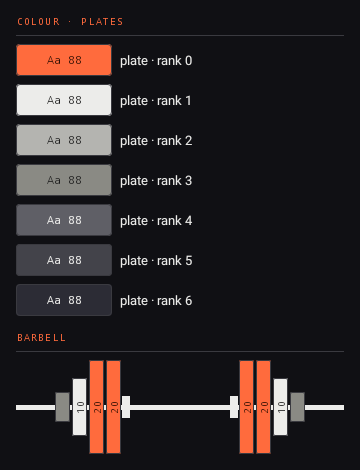 COLOUR · PLATES
Aa 88 plate · rank 0
Aa 88 plate · rank 1
Aa 88 plate · rank 2
Aa 88 plate · rank 3
Aa 88 plate · rank 4
Aa 88 plate · rank 5
Aa 88 plate · rank 6
BARBELL
10 20 20 20 20 10